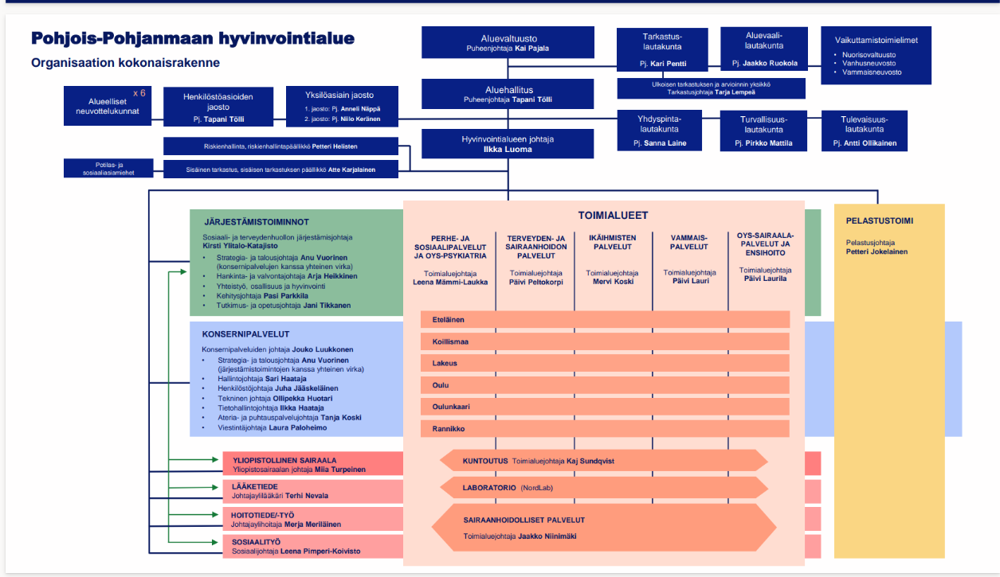 Pohjois-Pohjanmaan hyvinvointialue
Organisaation kokonaisrakenne
Aluevaltuusto
Puheenjohtaja Kai Pajala
Tarkastus-
lautakunta
Pj. Kari Pentti
Aluevaali-
lautakunta
Pj. Jaakko Ruokola
Vaikuttamistoimielimet
• Nuorisovaltuusto
• Vanhusneuvosto
• Vammaisneuvosto
Ulkoisen tarkastuksen ja arvioinnin yksikkö
Tarkastusjohtaja Tarja Lempeä
x 6
Alueelliset
neuvottelukunnat
Henkilöstöasioiden
jaosto
Pj. Tapani Tölli
Yksilöasiain jaosto
1. jaosto: Pj. Anneli Näppä
2. jaosto: Pj. Niilo Keränen
Aluehallitus
Puheenjohtaja Tapani Tölli
Yhdyspinta-
lautakunta
Pj. Sanna Laine
Turvallisuus-
lautakunta
Pj. Pirkko Mattila
Tulevaisuus-
lautakunta
Pj. Antti Ollikainen
Hyvinvointialueen johtaja
Ilkka Luoma
Riskienhallinta, riskienhallintapäällikkö Petteri Helisten
Potilas- ja
sosiaaliasiamiehet
Sisäinen tarkastus, sisäisen tarkastuksen päällikkö Atte Karjalainen
JÄRJESTÄMISTOIMINNOT
Sosiaali- ja terveydenhuollon järjestämisjohtaja
Kirsti Ylitalo-Katajisto
• Strategia- ja talousjohtaja Anu Vuorinen
(konsernipalvelujen kanssa yhteinen virka)
• Hankinta- ja valvontajohtaja Arja Heikkinen
• Yhteistyö, osallisuus ja hyvinvointi
• Kehitysjohtaja Pasi Parkkila
• Tutkimus- ja opetusjohtaja Jani Tikkanen
KONSERNIPALVELUT
Konsernipalveluiden johtaja Jouko Luukkonen
• Strategia- ja talousjohtaja Anu Vuorinen
(järjestämistoimintojen kanssa yhteinen virka)
• Hallintojohtaja Sari Haataja
• Henkilöstöjohtaja Juha Jääskeläinen
• Tekninen johtaja Ollipekka Huotari
• Tietohallintojohtaja Ilkka Haataja
• Ateria- ja puhtauspalvelujohtaja Tanja Koski
• Viestintäjohtaja Laura Paloheimo
YLIOPISTOLLINEN SAIRAALA
Yliopistosairaalan johtaja Miia Turpeinen
LÄÄKETIEDE
Johtajaylilääkäri Terhi Nevala
HOITOTIEDE/-TYÖ
Johtajaylihoitaja Merja Meriläinen
SOSIAALITYÖ
Sosiaalijohtaja Leena Pimperi-Koivisto
TOIMIALUEET
PERHE- JA
SOSIAALIPALVELUT
JA OYS-PSYKIATRIA
Toimialuejohtaja
Leena Mämmi-Laukka
TERVEYDEN- JA
SAIRAANHOIDON
PALVELUT
Toimialuejohtaja
Päivi Peltokorpi
IKÄIHMISTEN
PALVELUT
Toimialuejohtaja
Mervi Koski
VAMMAIS-
PALVELUT
Toimialuejohtaja
Päivi Lauri
OYS-SAIRAALA-
PALVELUT JA
ENSIHOITO
Toimialuejohtaja
Päivi Laurila
Eteläinen
Koillismaa
Lakeus
Oulu
Oulunkaari
Rannikko
KUNTOUTUS Toimialuejohtaja Kaj Sundqvist
LABORATORIO (NordLab)
SAIRAANHOIDOLLISET PALVELUT
Toimialuejohtaja Jaakko Niinimäki
PELASTUSTOIMI
Pelastusjohtaja
Petteri Jokelainen